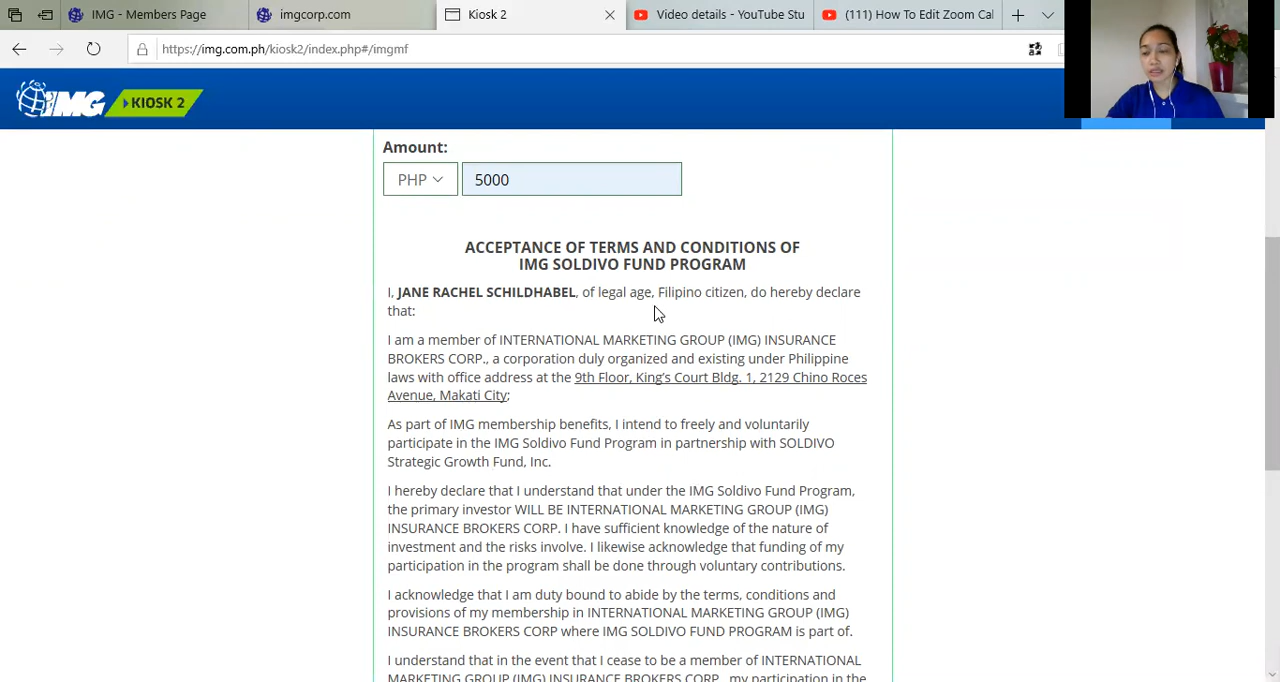 IMG - Members Page
imgcorp.com
Kiosk 2
Video details - YouTube Stu
(111) How To Edit Zoom Cal
https://img.com.ph/kiosk2/index.php#/imgmf
IMG KIOSK 2
Amount:
PHP 5000
ACCEPTANCE OF TERMS AND CONDITIONS OF
IMG SOLDIVO FUND PROGRAM
I, JANE RACHEL SCHILDHABEL, of legal age, Filipino citizen, do hereby declare
that:
I am a member of INTERNATIONAL MARKETING GROUP (IMG) INSURANCE
BROKERS CORP., a corporation duly organized and existing under Philippine
laws with office address at the 9th Floor, King's Court Bldg. 1, 2129 Chino Roces
Avenue, Makati City;
As part of IMG membership benefits, I intend to freely and voluntarily
participate in the IMG Soldivo Fund Program in partnership with SOLDIVO
Strategic Growth Fund, Inc.
I hereby declare that I understand that under the IMG Soldivo Fund Program,
the primary investor WILL BE INTERNATIONAL MARKETING GROUP (IMG)
INSURANCE BROKERS CORP. I have sufficient knowledge of the nature of
investment and the risks involve. I likewise acknowledge that funding of my
participation in the program shall be done through voluntary contributions.
I acknowledge that I am duty bound to abide by the terms, conditions and
provisions of my membership in INTERNATIONAL MARKETING GROUP (IMG)
INSURANCE BROKERS CORP where IMG SOLDIVO FUND PROGRAM is part of.
I understand that in the event that I cease to be a member of INTERNATIONAL
MARKETING GROUP (IMG) INSURANCE BROKERS CORP., my participation in the